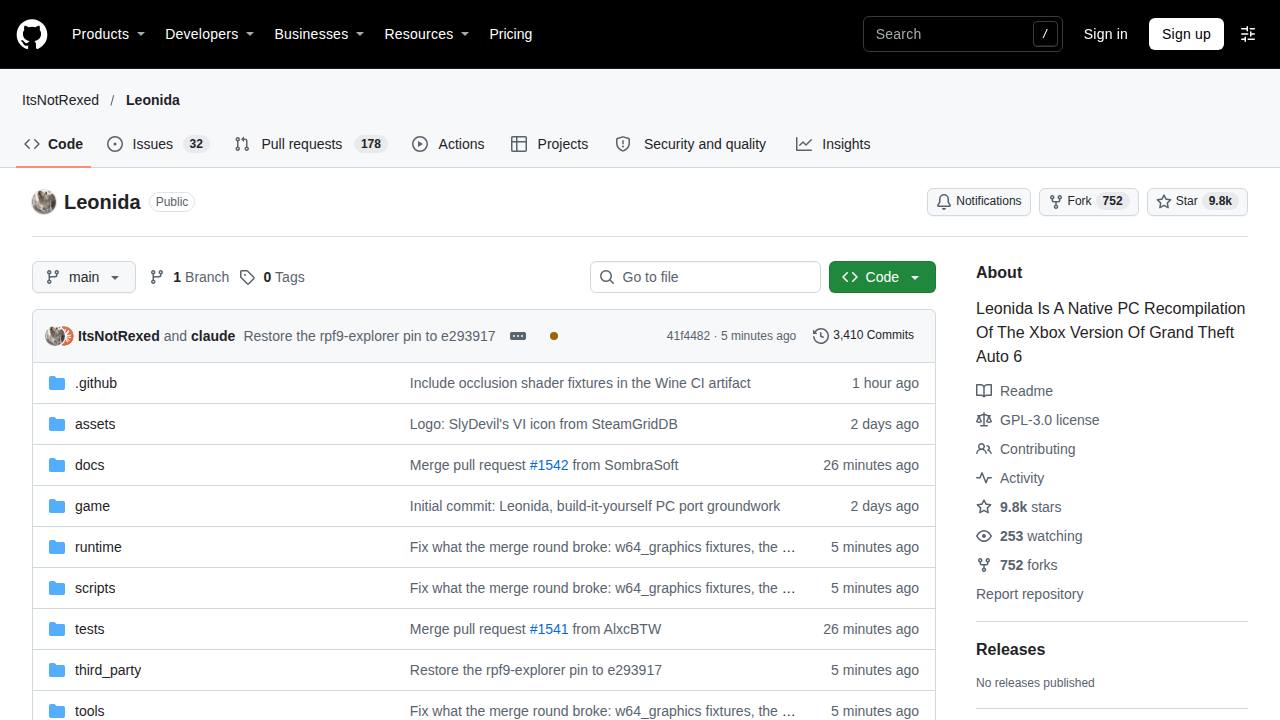 Products Developers Businesses Resources Pricing Search / Sign in Sign up
ItsNotRexed / Leonida
Code Issues 32 Pull requests 178 Actions Projects Security and quality Insights
Leonida Public Notifications Fork 752 Star 9.8k
main 1 Branch 0 Tags Go to file Code
ItsNotRexed and claude Restore the rpf9-explorer pin to e293917 41f4482 · 5 minutes ago 3,410 Commits
.github Include occlusion shader fixtures in the Wine CI artifact 1 hour ago
assets Logo: SlyDevil's VI icon from SteamGridDB 2 days ago
docs Merge pull request #1542 from SombraSoft 26 minutes ago
game Initial commit: Leonida, build-it-yourself PC port groundwork 2 days ago
runtime Fix what the merge round broke: w64_graphics fixtures, the … 5 minutes ago
scripts Fix what the merge round broke: w64_graphics fixtures, the … 5 minutes ago
tests Merge pull request #1541 from AlxcBTW 26 minutes ago
third_party Restore the rpf9-explorer pin to e293917 5 minutes ago
tools Fix what the merge round broke: w64_graphics fixtures, the … 5 minutes ago
About
Leonida Is A Native PC Recompilation
Of The Xbox Version Of Grand Theft
Auto 6
Readme
GPL-3.0 license
Contributing
Activity
9.8k stars
253 watching
752 forks
Report repository
Releases
No releases published